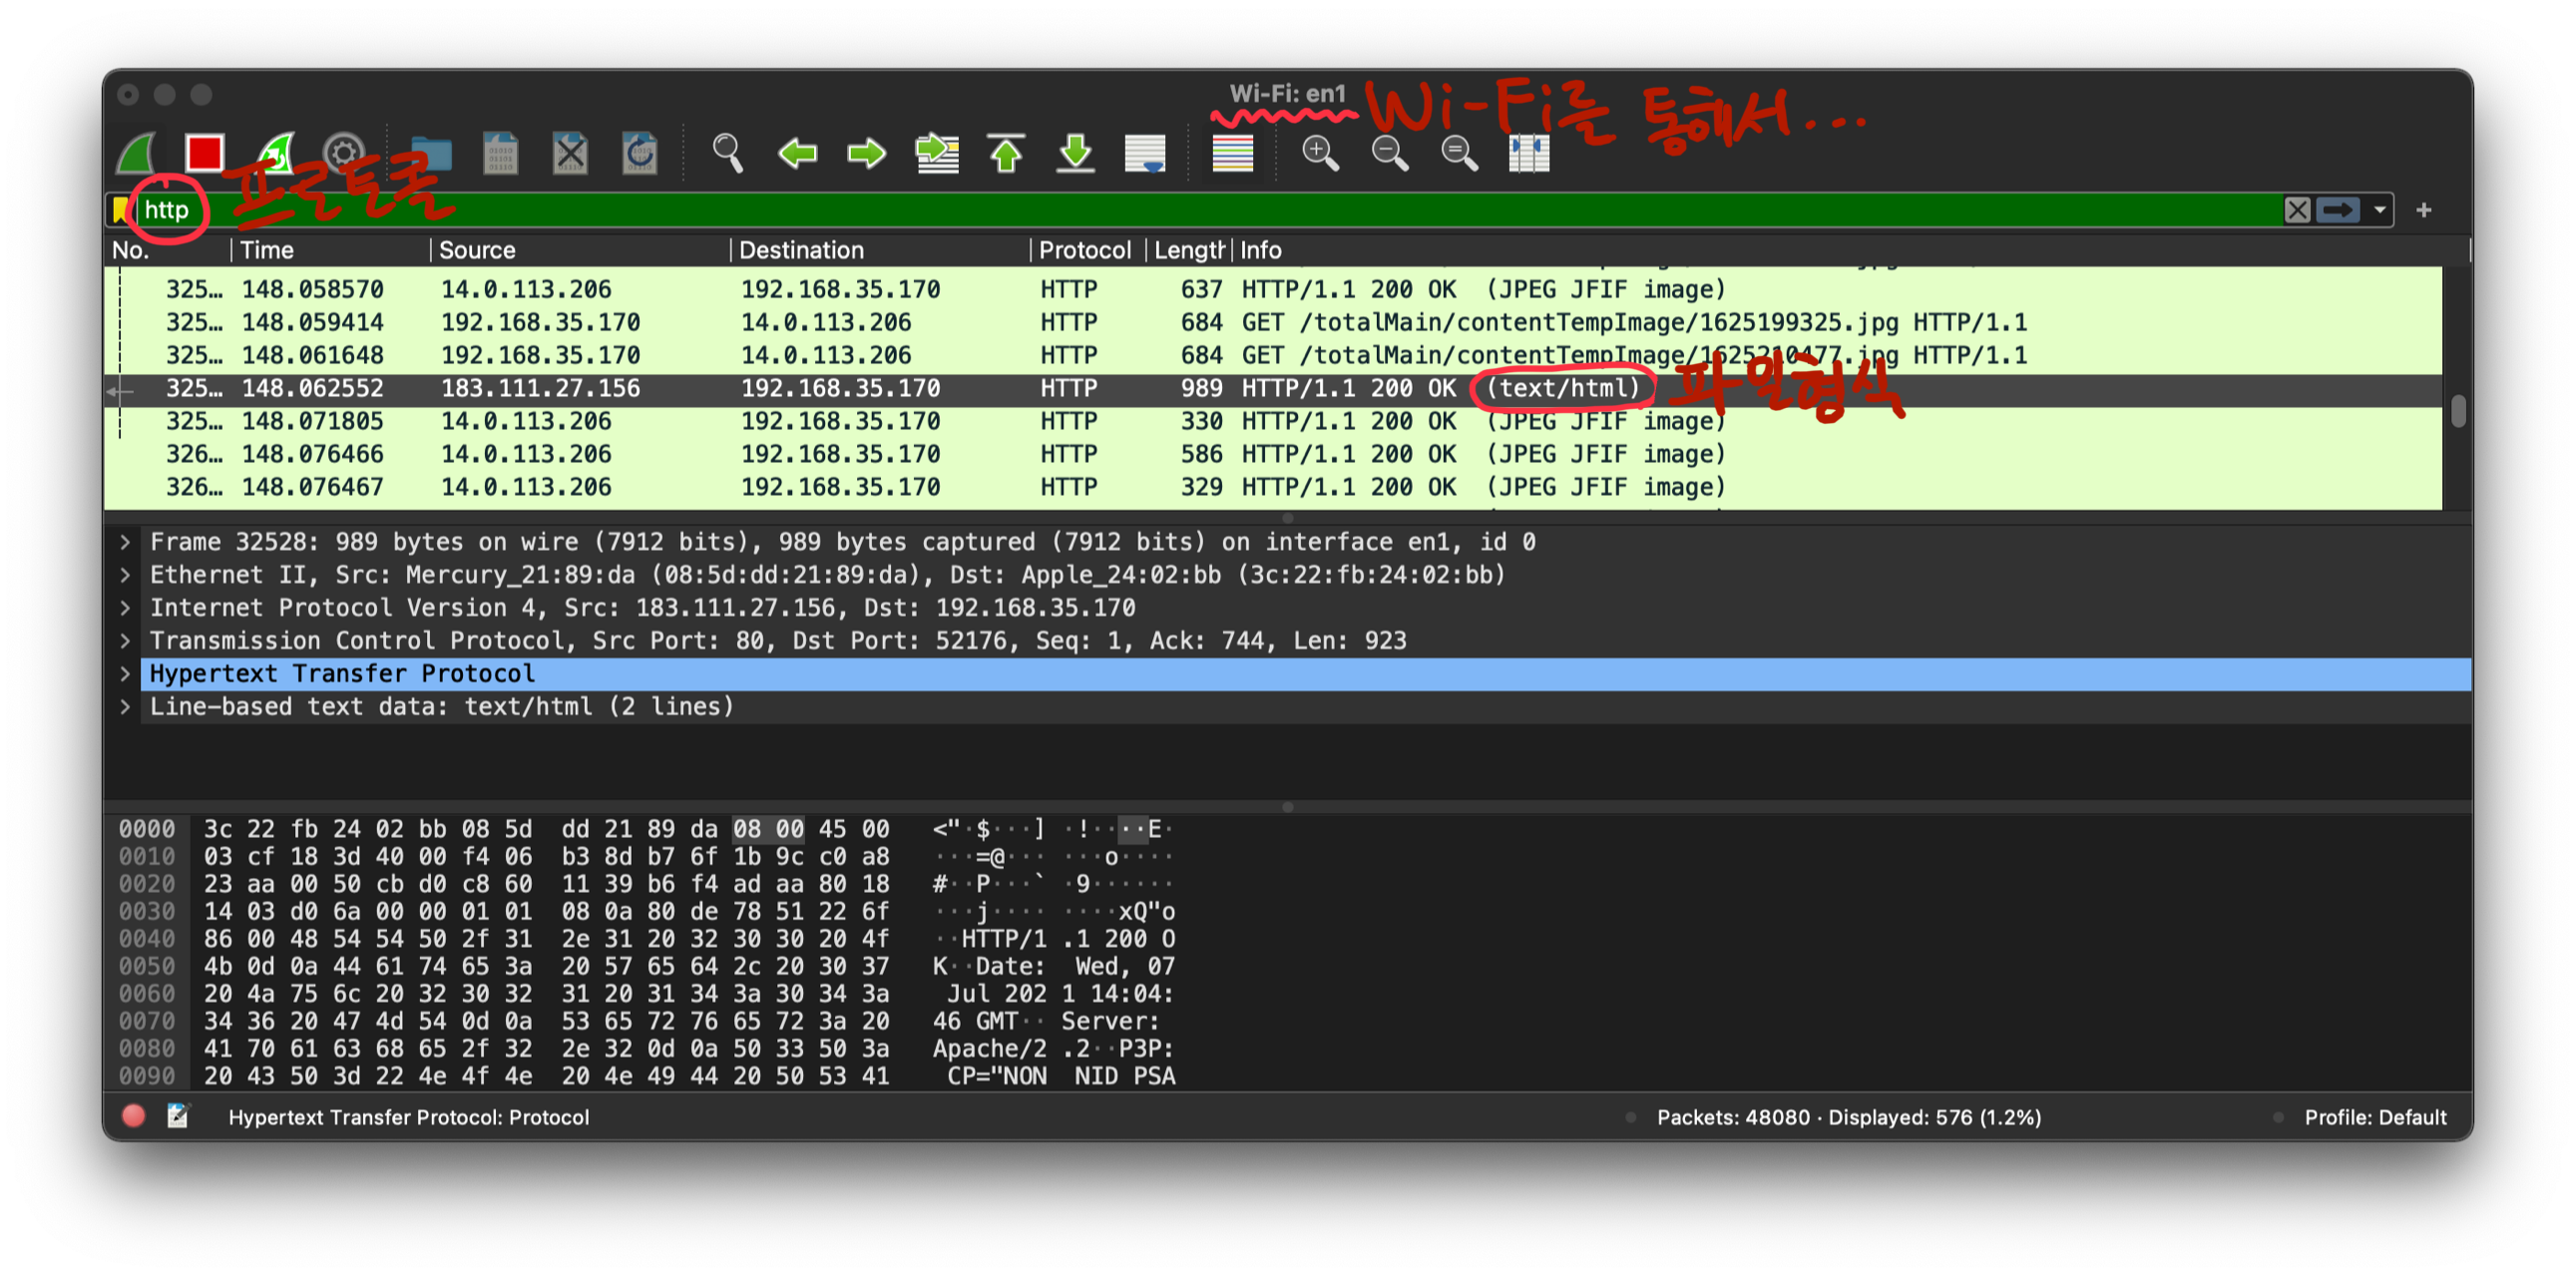 Wi-Fi: en1 Wi-Fi를 통해서...
http 프로토콜
No. Time Source Destination Protocol Length Info
325… 148.058570 14.0.113.206 192.168.35.170 HTTP 637 HTTP/1.1 200 OK (JPEG JFIF image)
325… 148.059414 192.168.35.170 14.0.113.206 HTTP 684 GET /totalMain/contentTempImage/1625199325.jpg HTTP/1.1
325… 148.061648 192.168.35.170 14.0.113.206 HTTP 684 GET /totalMain/contentTempImage/1625210477.jpg HTTP/1.1
325… 148.062552 183.111.27.156 192.168.35.170 HTTP 989 HTTP/1.1 200 OK (text/html) 파일형식
325… 148.071805 14.0.113.206 192.168.35.170 HTTP 330 HTTP/1.1 200 OK (JPEG JFIF image)
326… 148.076466 14.0.113.206 192.168.35.170 HTTP 586 HTTP/1.1 200 OK (JPEG JFIF image)
326… 148.076467 14.0.113.206 192.168.35.170 HTTP 329 HTTP/1.1 200 OK (JPEG JFIF image)
Frame 32528: 989 bytes on wire (7912 bits), 989 bytes captured (7912 bits) on interface en1, id 0
Ethernet II, Src: Mercury_21:89:da (08:5d:dd:21:89:da), Dst: Apple_24:02:bb (3c:22:fb:24:02:bb)
Internet Protocol Version 4, Src: 183.111.27.156, Dst: 192.168.35.170
Transmission Control Protocol, Src Port: 80, Dst Port: 52176, Seq: 1, Ack: 744, Len: 923
Hypertext Transfer Protocol
Line-based text data: text/html (2 lines)
0000 3c 22 fb 24 02 bb 08 5d dd 21 89 da 08 00 45 00 <"·$···] ·!····E·
0010 03 cf 18 3d 40 00 f4 06 b3 8d b7 6f 1b 9c c0 a8 ···=@··· ···o····
0020 23 aa 00 50 cb d0 c8 60 11 39 b6 f4 ad aa 80 18 #··P···` ·9······
0030 14 03 d0 6a 00 00 01 01 08 0a 80 de 78 51 22 6f ···j···· ····xQ"o
0040 86 00 48 54 54 50 2f 31 2e 31 20 32 30 30 20 4f ··HTTP/1 .1 200 O
0050 4b 0d 0a 44 61 74 65 3a 20 57 65 64 2c 20 30 37 K··Date: Wed, 07
0060 20 4a 75 6c 20 32 30 32 31 20 31 34 3a 30 34 3a Jul 202 1 14:04:
0070 34 36 20 47 4d 54 0d 0a 53 65 72 76 65 72 3a 20 46 GMT·· Server:
0080 41 70 61 63 68 65 2f 32 2e 32 0d 0a 50 33 50 3a Apache/2 .2··P3P:
0090 20 43 50 3d 22 4e 4f 4e 20 4e 49 44 20 50 53 41 CP="NON NID PSA
Hypertext Transfer Protocol: Protocol Packets: 48080 · Displayed: 576 (1.2%) Profile: Default